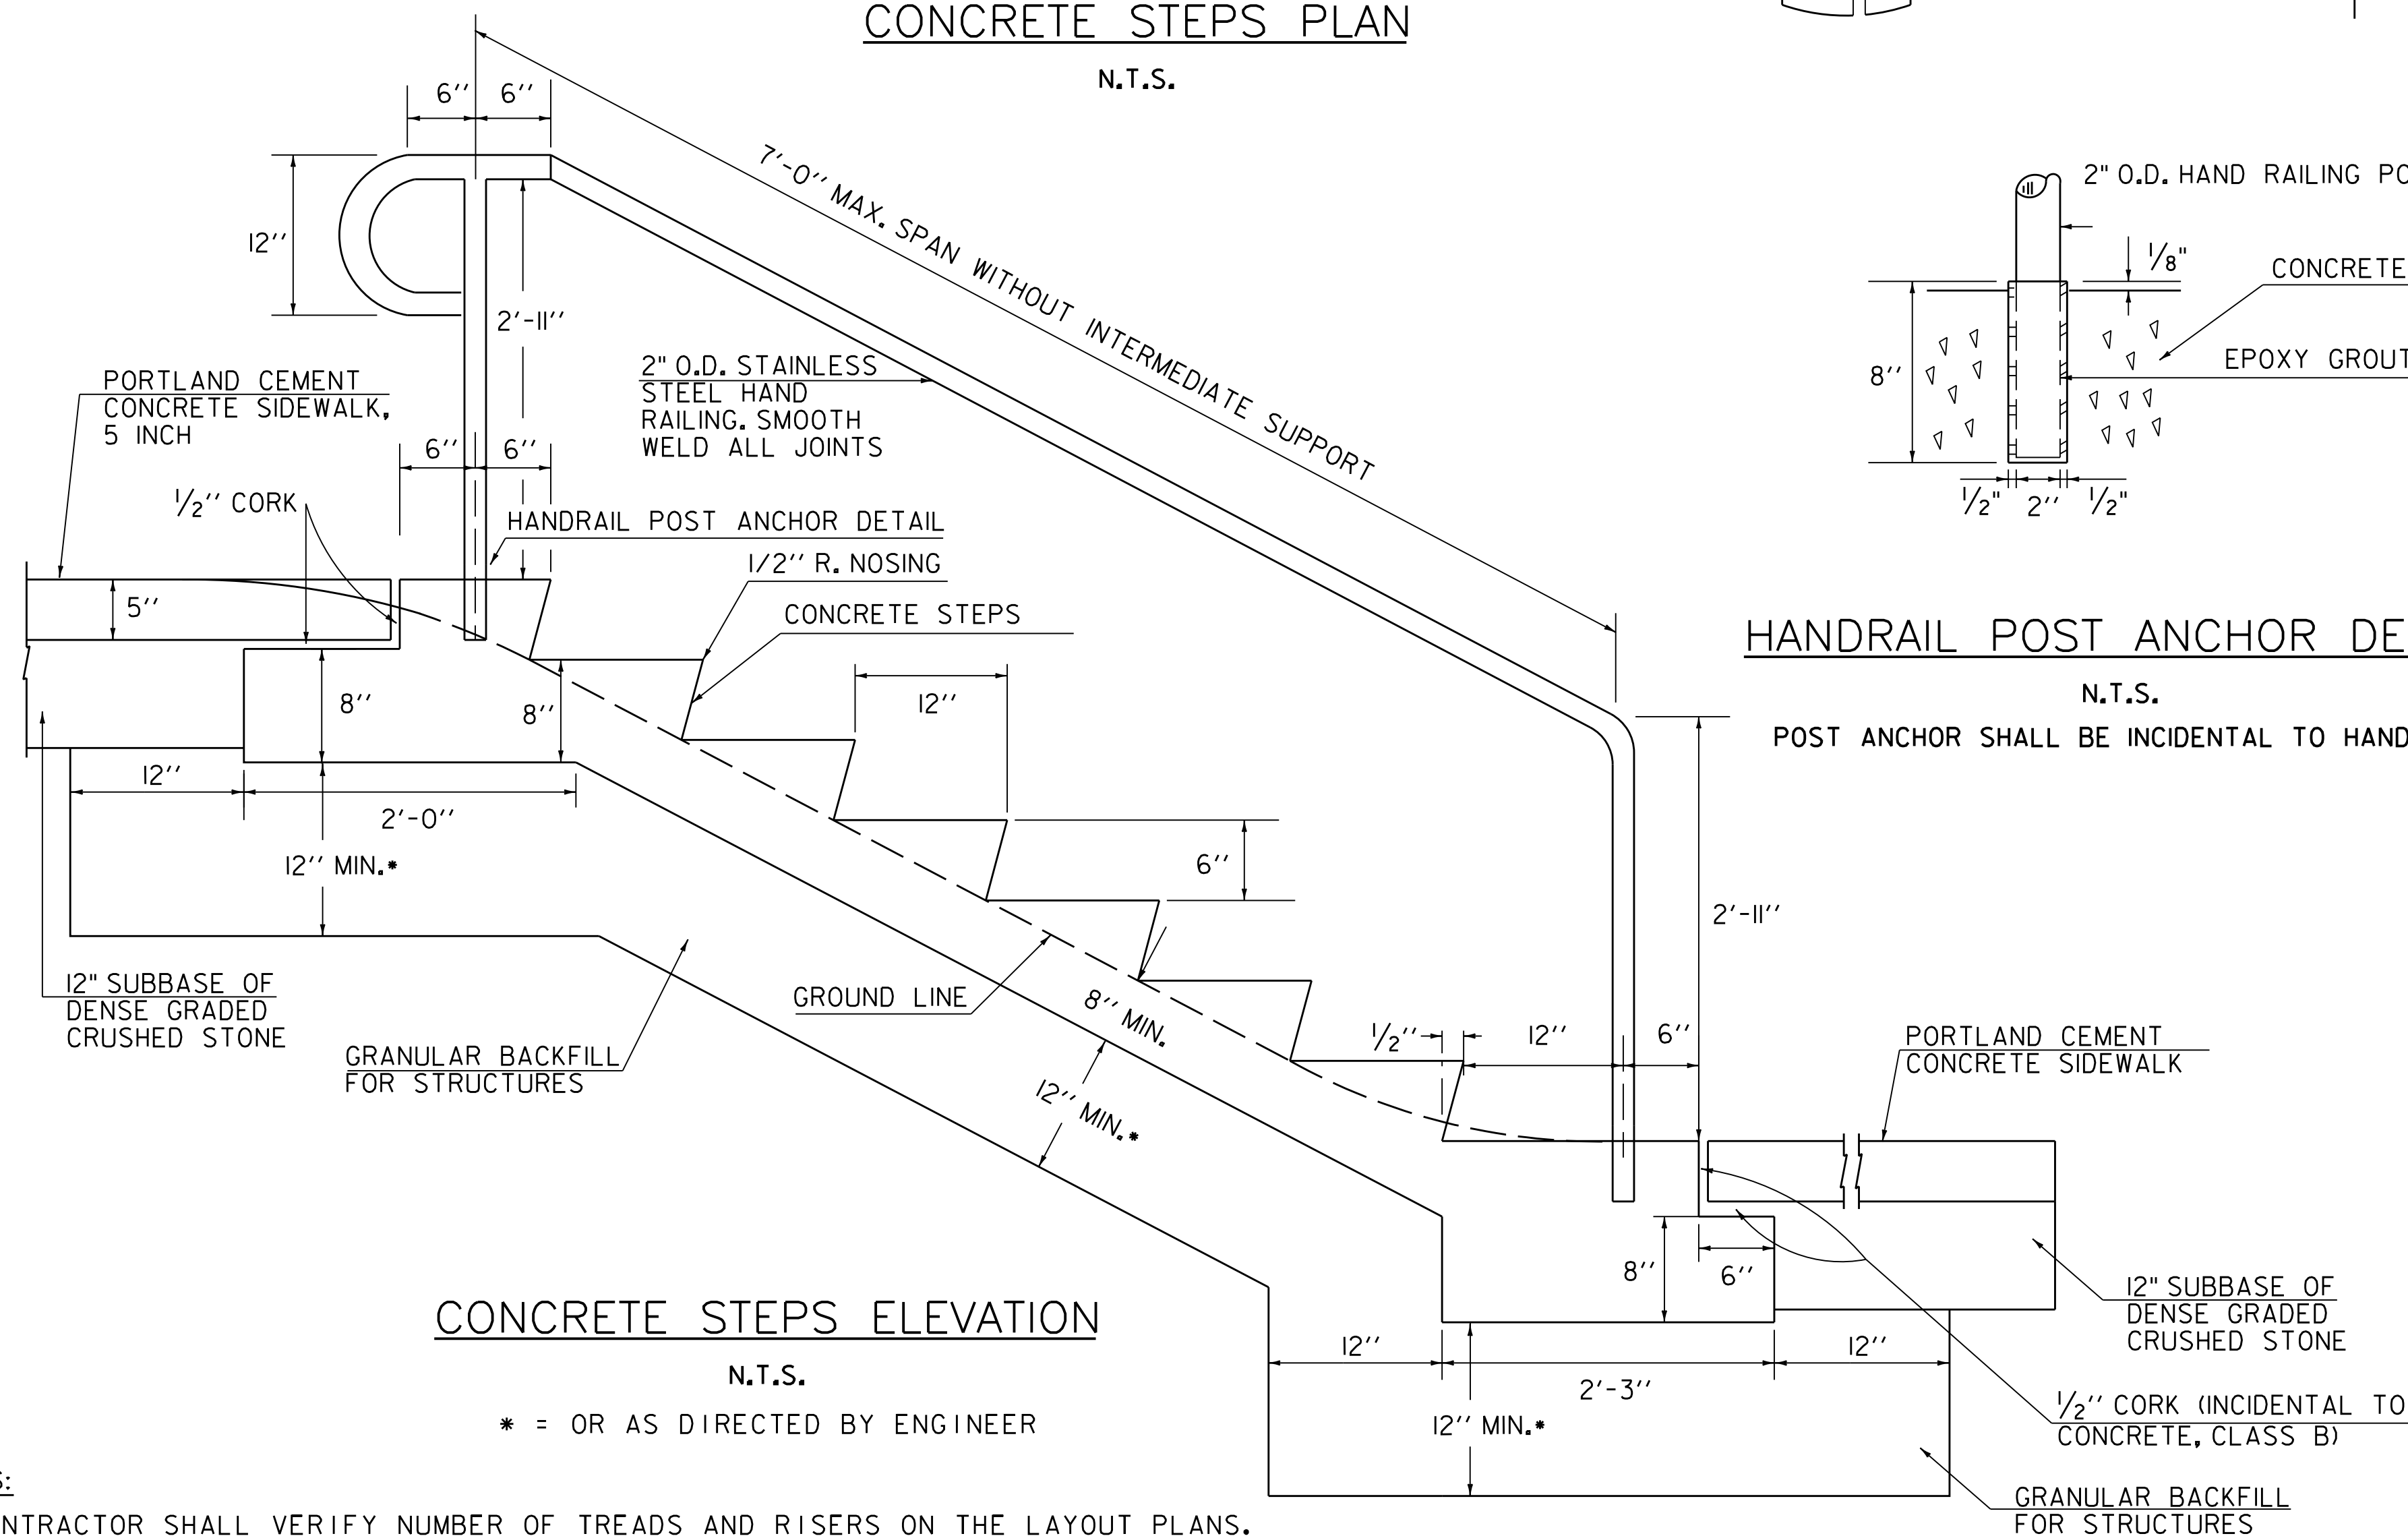 CONCRETE STEPS PLAN
N.T.S.
6'' 6''
12''
7'-0'' MAX. SPAN WITHOUT INTERMEDIATE SUPPORT
2'-11''
2" O.D. STAINLESS
STEEL HAND
RAILING. SMOOTH
WELD ALL JOINTS
PORTLAND CEMENT
CONCRETE SIDEWALK,
5 INCH
6'' 6''
1/2'' CORK
HANDRAIL POST ANCHOR DETAIL
1/2'' R. NOSING
CONCRETE STEPS
5''
8''
8''
12''
12''
2'-0''
12'' MIN.*
6''
12" SUBBASE OF
DENSE GRADED
CRUSHED STONE
GRANULAR BACKFILL
FOR STRUCTURES
GROUND LINE
8'' MIN.
12'' MIN.*
1/2''
12''
6''
2'-11''
PORTLAND CEMENT
CONCRETE SIDEWALK
8''
6''
12''
2'-3''
12''
12'' MIN.*
12" SUBBASE OF
DENSE GRADED
CRUSHED STONE
1/2'' CORK (INCIDENTAL TO
CONCRETE, CLASS B)
GRANULAR BACKFILL
FOR STRUCTURES
2" O.D. HAND RAILING
1/8"
CONCRETE
EPOXY GROUT
8''
1/2" 2'' 1/2"
HANDRAIL POST ANCHOR DE
N.T.S.
POST ANCHOR SHALL BE INCIDENTAL TO HAND
CONCRETE STEPS ELEVATION
N.T.S.
* = OR AS DIRECTED BY ENGINEER
S:
NTRACTOR SHALL VERIFY NUMBER OF TREADS AND RISERS ON THE LAYOUT PLANS.